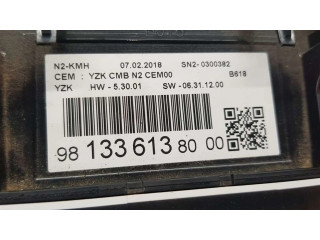 N2-KMH 07.02.2018 SN2- 0300382
CEM : YZK CMB N2 CEM00 B618
YZK HW - 5.30.01 SW - 06.31.12.00
98 133 613 80 00